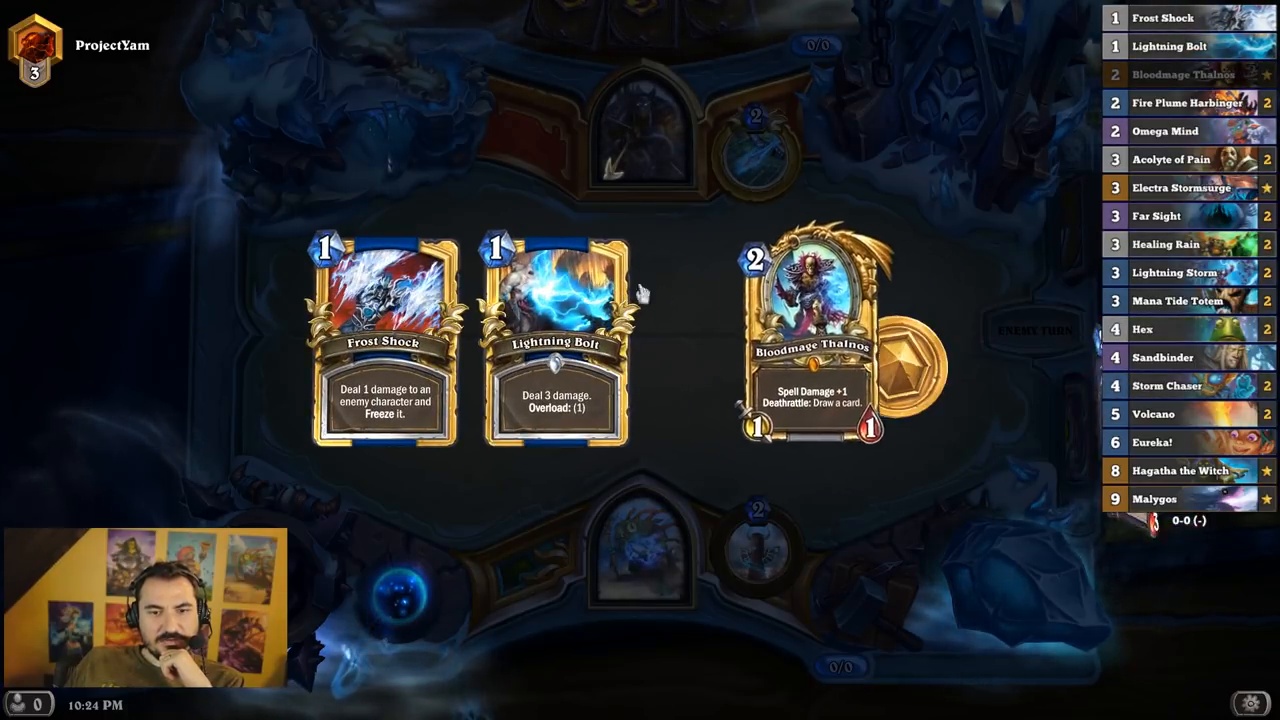 ProjectYam
3
0/0
2
1
Frost Shock
Deal 1 damage to an
enemy character and
Freeze it.
1
Lightning Bolt
Deal 3 damage.
Overload: (1)
2
Bloodmage Thalnos
Spell Damage +1
Deathrattle: Draw a card.
1
1
ENEMY TURN
2
0/0
1 Frost Shock
1 Lightning Bolt
2 Bloodmage Thalnos
2 Fire Plume Harbinger 2
2 Omega Mind
3 Acolyte of Pain 2
3 Electra Stormsurge
3 Far Sight 2
3 Healing Rain 2
3 Lightning Storm 2
3 Mana Tide Totem 2
4 Hex 2
4 Sandbinder
4 Storm Chaser 2
5 Volcano 2
6 Eureka!
8 Hagatha the Witch
9 Malygos
0-0 (-)
0
10:24 PM